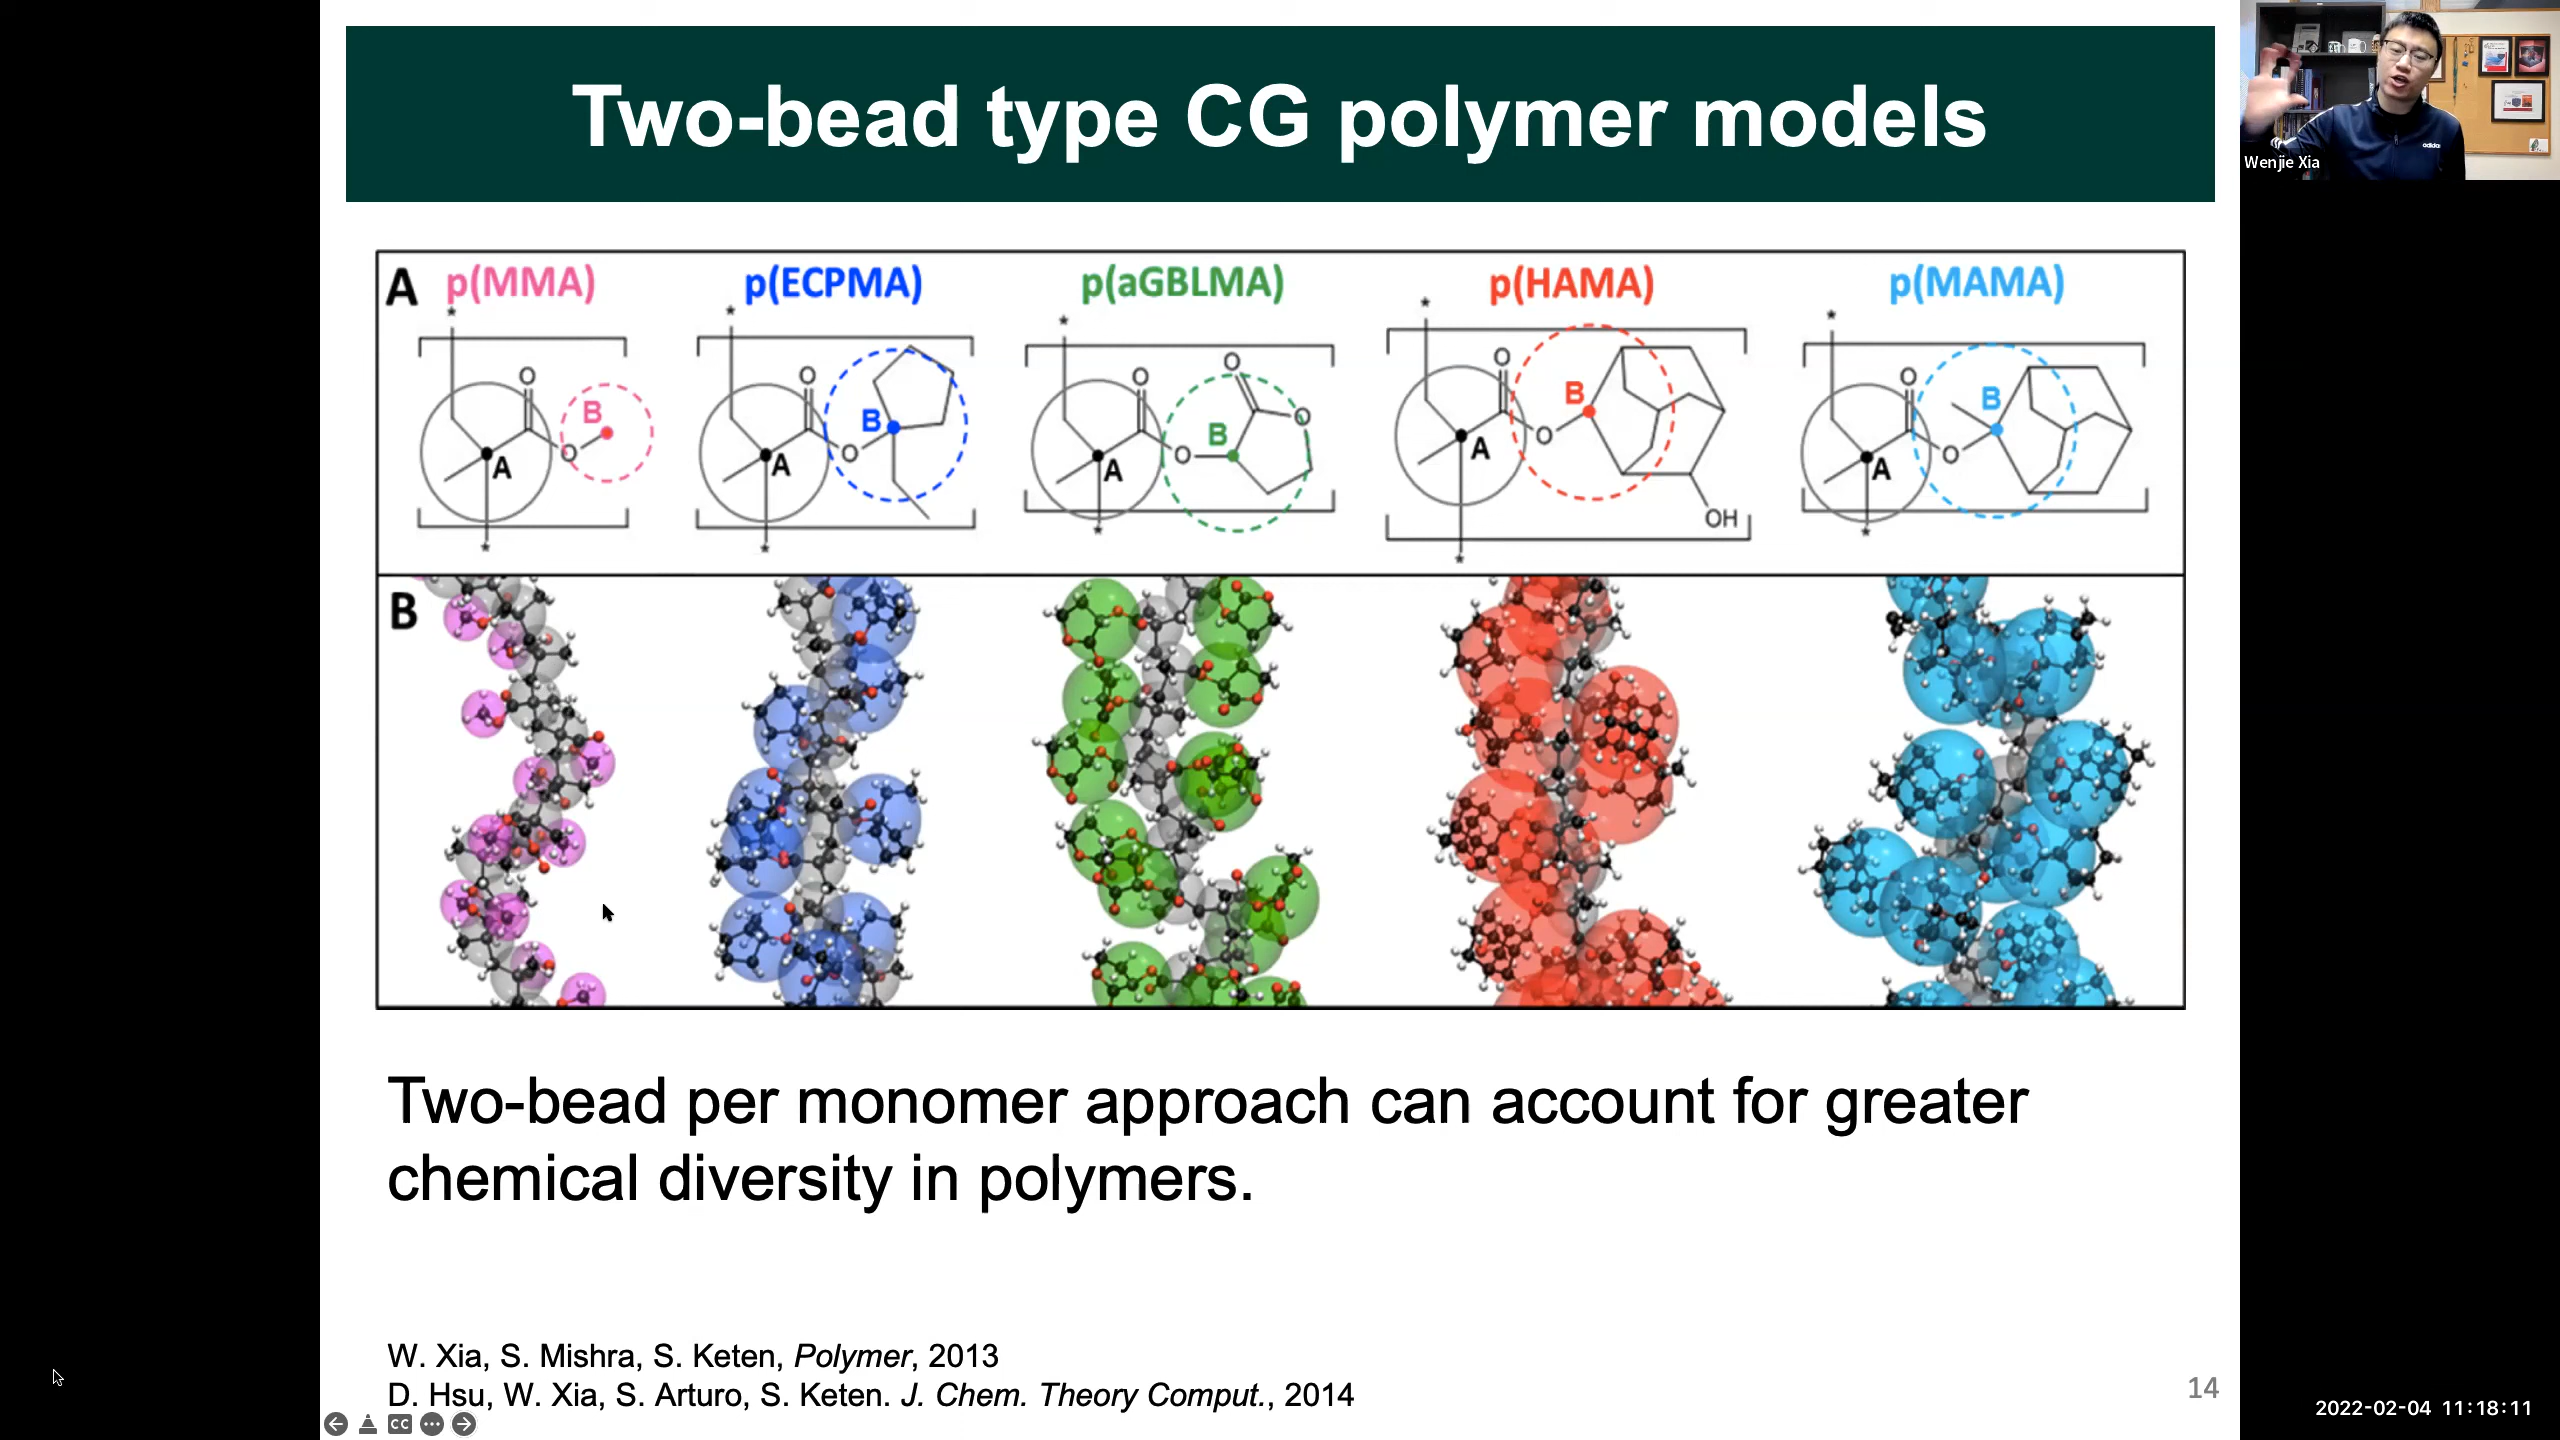 Two-bead type CG polymer models
Wenjie Xia
adidas
A
p(MMA)
p(ECPMA)
p(aGBLMA)
p(HAMA)
p(MAMA)
* O B O A *
* O B O A *
* O O B O A *
* O B O A OH *
* O B O A *
B
Two-bead per monomer approach can account for greater
chemical diversity in polymers.
W. Xia, S. Mishra, S. Keten, Polymer, 2013
D. Hsu, W. Xia, S. Arturo, S. Keten. J. Chem. Theory Comput., 2014
14
CC
2022-02-04 11:18:11